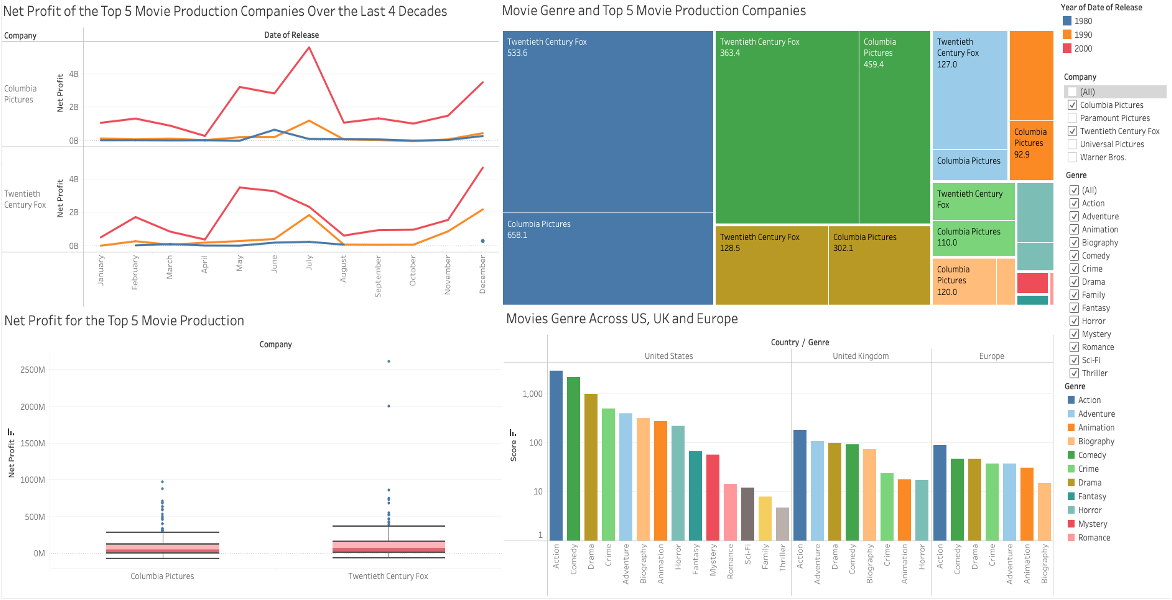 Net Profit of the Top 5 Movie Production Companies Over the Last 4 Decades
Company
Date of Release
Columbia
Pictures
Net Profit
4B
2B
0B
Twentieth
Century Fox
Net Profit
4B
2B
0B
January
February
March
April
May
June
July
August
September
October
November
December
Movie Genre and Top 5 Movie Production Companies
Twentieth Century Fox
533.6
Columbia Pictures
658.1
Twentieth Century Fox
363.4
Columbia
Pictures
459.4
Twentieth Century Fox
128.5
Columbia Pictures
302.1
Twentieth
Century Fox
127.0
Columbia Pictures
Columbia
Pictures
92.9
Twentieth Century
Fox
Columbia Pictures
110.0
Columbia
Pictures
120.0
Year of Date of Release
1980
1990
2000
Company
(All)
Columbia Pictures
Paramount Pictures
Twentieth Century Fox
Universal Pictures
Warner Bros.
Genre
(All)
Action
Adventure
Animation
Biography
Comedy
Crime
Drama
Family
Fantasy
Horror
Mystery
Romance
Sci-Fi
Thriller
Genre
Action
Adventure
Animation
Biography
Comedy
Crime
Drama
Fantasy
Horror
Mystery
Romance
Net Profit for the Top 5 Movie Production
Company
Net Profit
2500M
2000M
1500M
1000M
500M
0M
Columbia Pictures
Twentieth Century Fox
Movies Genre Across US, UK and Europe
Country / Genre
United States
United Kingdom
Europe
Score
1,000
100
10
1
Action
Comedy
Drama
Crime
Adventure
Biography
Animation
Horror
Fantasy
Mystery
Romance
Sci-Fi
Family
Thriller
Action
Adventure
Drama
Comedy
Biography
Crime
Animation
Horror
Action
Comedy
Drama
Crime
Adventure
Animation
Biography